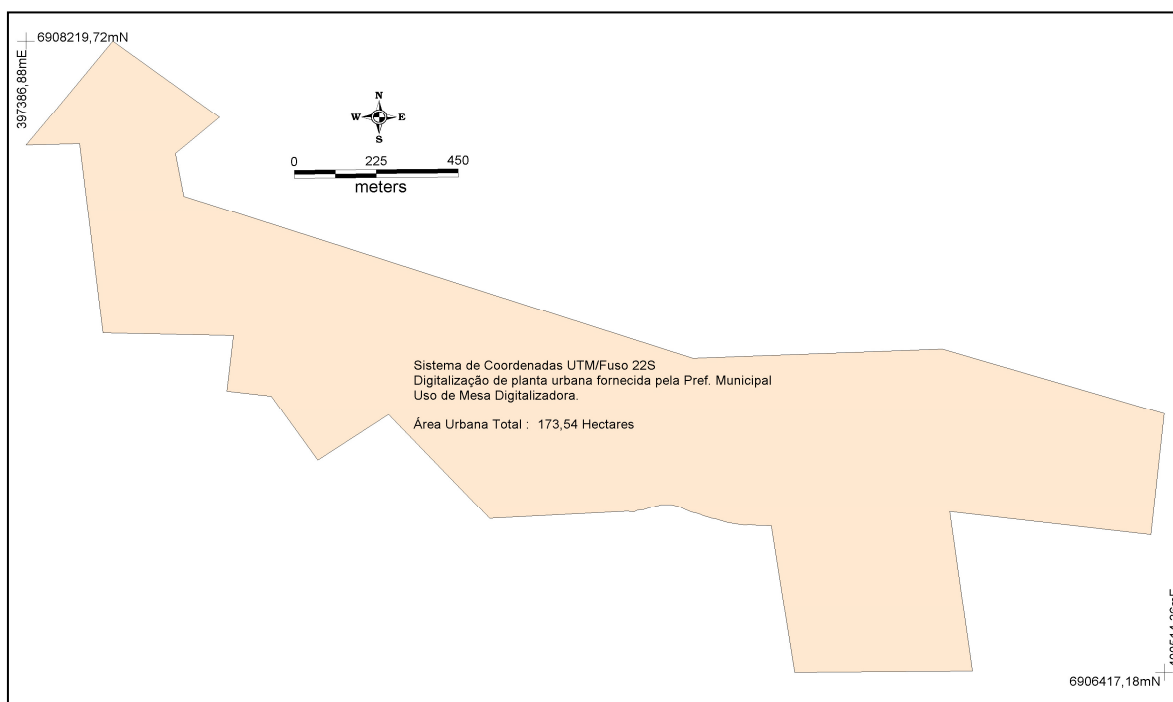 6908219,72mN
397386,88mE
N
W E
S
0 225 450
meters
Sistema de Coordenadas UTM/Fuso 22S
Digitalização de planta urbana fornecida pela Pref. Municipal
Uso de Mesa Digitalizadora.
Área Urbana Total : 173,54 Hectares
6906417,18mN